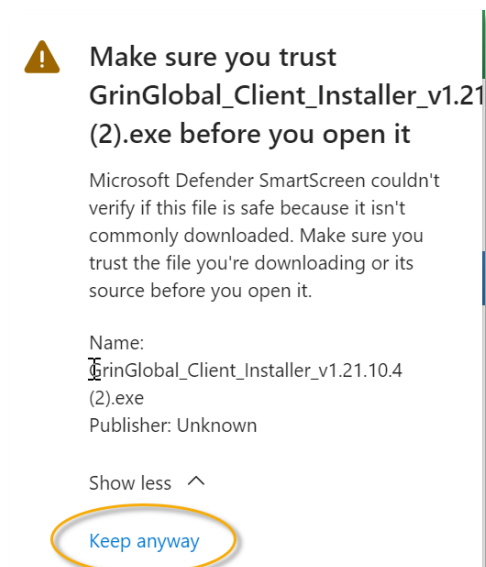 Make sure you trust
GrinGlobal_Client_Installer_v1.21
(2).exe before you open it
Microsoft Defender SmartScreen couldn't
verify if this file is safe because it isn't
commonly downloaded. Make sure you
trust the file you're downloading or its
source before you open it.
Name:
GrinGlobal_Client_Installer_v1.21.10.4
(2).exe
Publisher: Unknown
Show less
Keep anyway